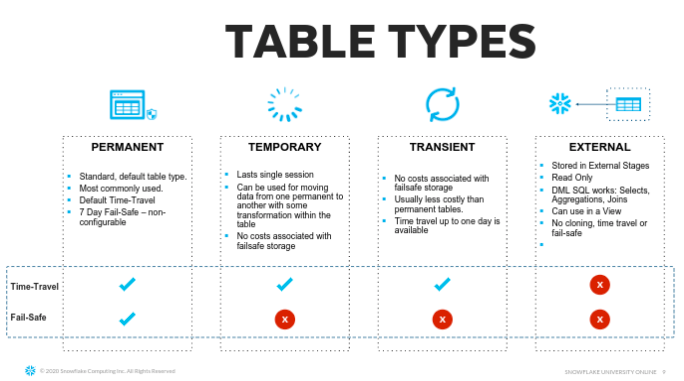 TABLE TYPES
PERMANENT
Standard, default table type.
Most commonly used.
Default Time-Travel
7 Day Fail-Safe – non-
configurable
TEMPORARY
Lasts single session
Can be used for moving
data from one permanent to
another with some
transformation within the
table
No costs associated with
failsafe storage
TRANSIENT
No costs associated with
failsafe storage
Usually less costly than
permanent tables.
Time travel up to one day is
available
EXTERNAL
Stored in External Stages
Read Only
DML SQL works: Selects,
Aggregations, Joins
Can use in a View
No cloning, time travel or
fail-safe
Time-Travel
X
Fail-Safe
X
X
X
© 2020 Snowflake Computing Inc. All Rights Reserved
SNOWFLAKE UNIVERSITY ONLINE